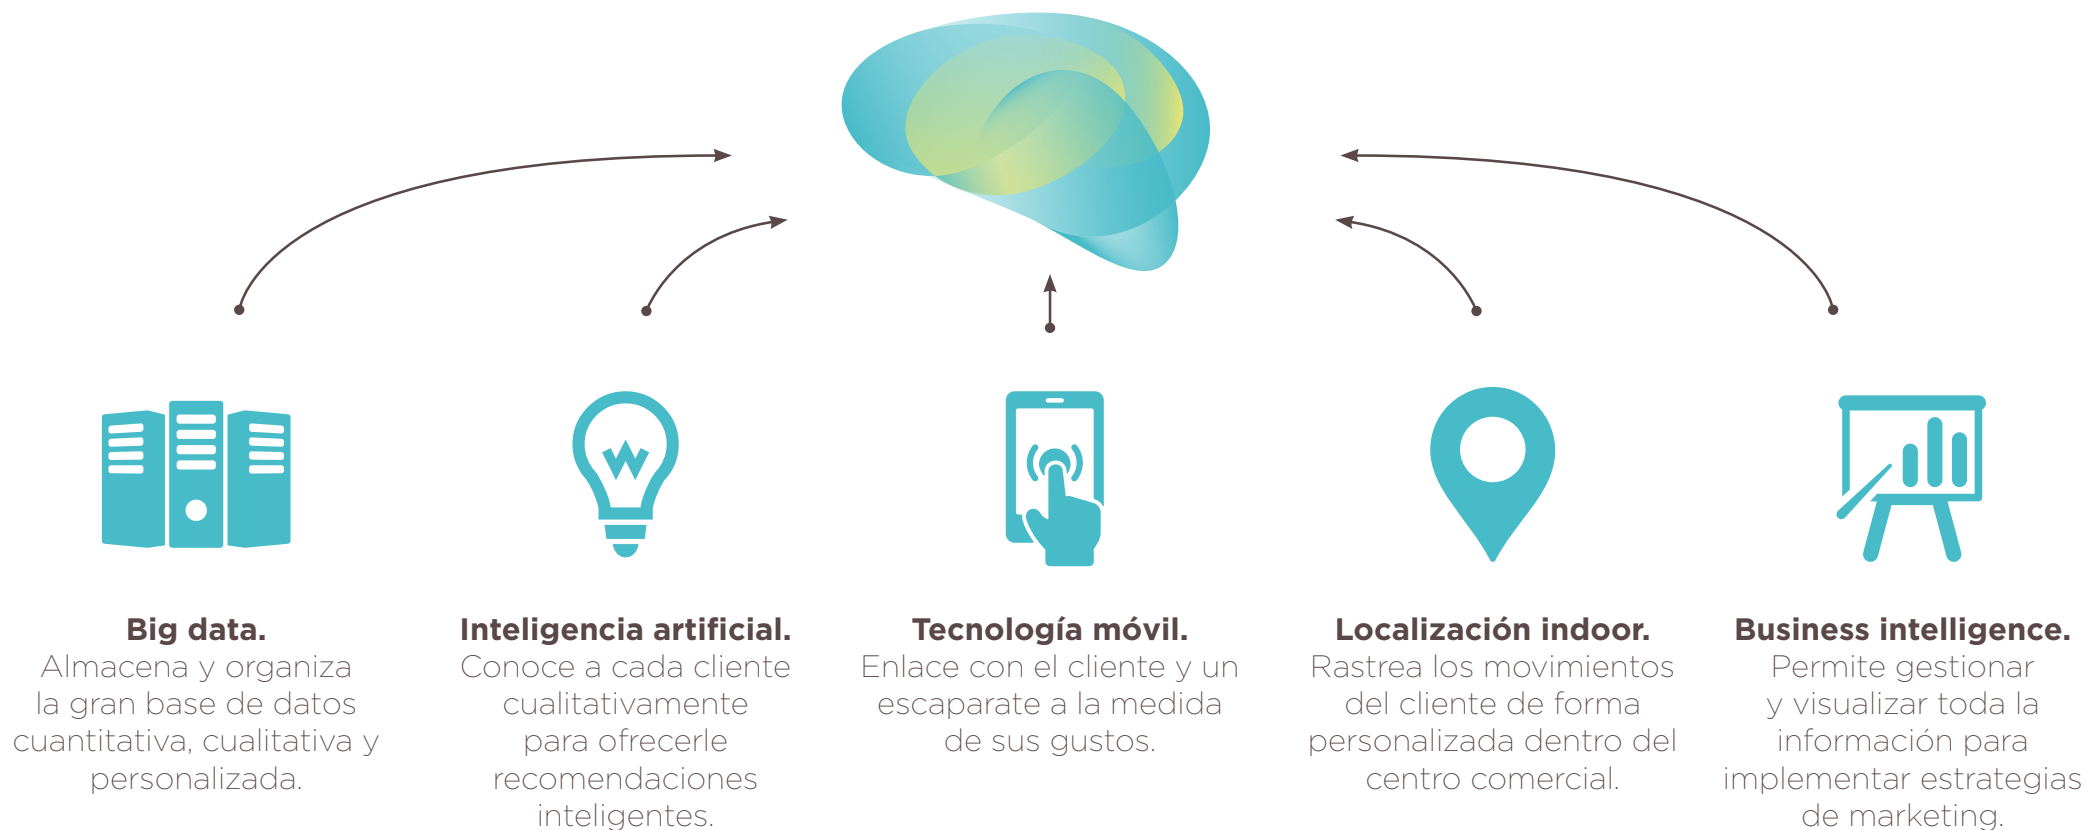 Big data.
Almacena y organiza
la gran base de datos
cuantitativa, cualitativa y
personalizada.
Inteligencia artificial.
Conoce a cada cliente
cualitativamente
para ofrecerle
recomendaciones
inteligentes.
Tecnología móvil.
Enlace con el cliente y un
escaparate a la medida
de sus gustos.
Localización indoor.
Rastrea los movimientos
del cliente de forma
personalizada dentro del
centro comercial.
Business intelligence.
Permite gestionar
y visualizar toda la
información para
implementar estrategias
de marketing.